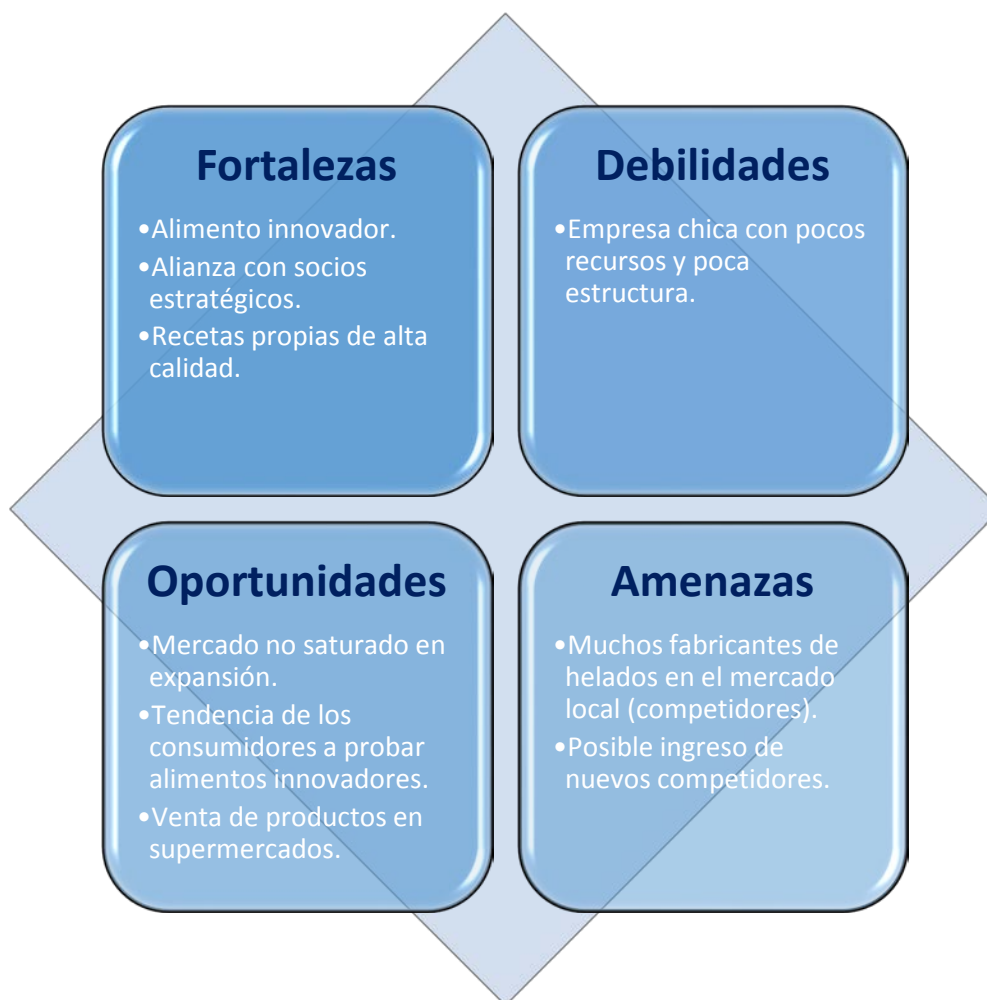 Fortalezas
•Alimento innovador.
•Alianza con socios
estratégicos.
•Recetas propias de alta
calidad.
Debilidades
•Empresa chica con pocos
recursos y poca
estructura.
Oportunidades
•Mercado no saturado en
expansión.
•Tendencia de los
consumidores a probar
alimentos innovadores.
•Venta de productos en
supermercados.
Amenazas
•Muchos fabricantes de
helados en el mercado
local (competidores).
•Posible ingreso de
nuevos competidores.